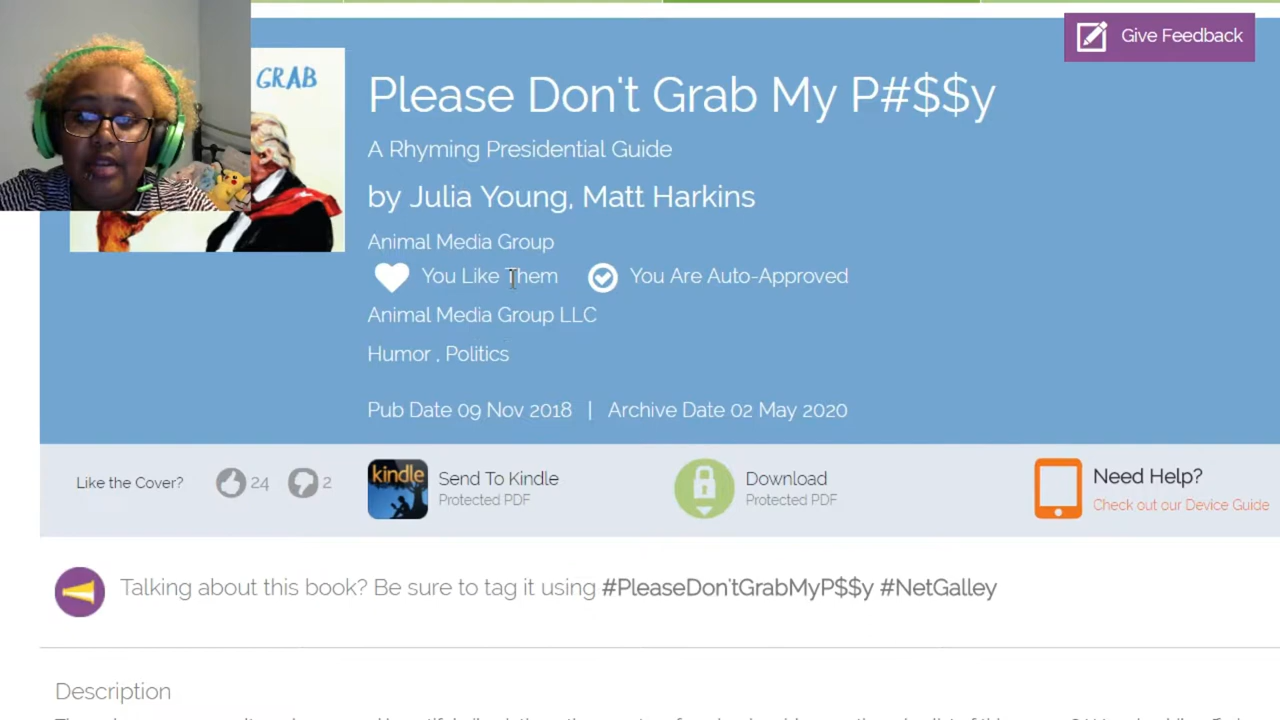 Give Feedback
GRAB
Please Don't Grab My P#$$y
A Rhyming Presidential Guide
by Julia Young, Matt Harkins
Animal Media Group
You Like Them You Are Auto-Approved
Animal Media Group LLC
Humor , Politics
Pub Date 09 Nov 2018 | Archive Date 02 May 2020
Like the Cover? 24 2
kindle
Send To Kindle
Protected PDF
Download
Protected PDF
Need Help?
Check out our Device Guide
Talking about this book? Be sure to tag it using #PleaseDon'tGrabMyP$$y #NetGalley
Description